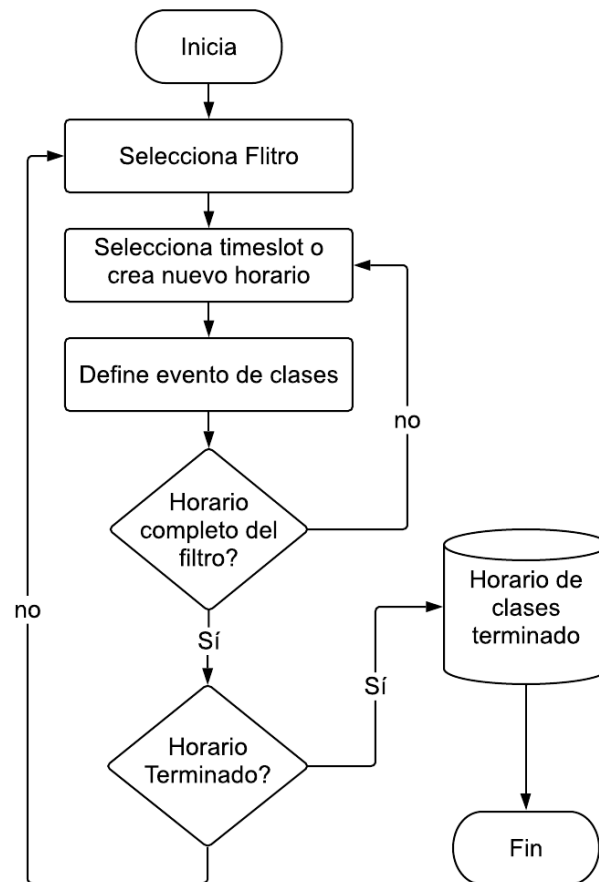 Inicia
Selecciona Flitro
Selecciona timeslot o
crea nuevo horario
Define evento de clases
no
Horario
completo del
filtro?
Horario de
clases
terminado
no
Sí
Sí
Horario
Terminado?
Fin